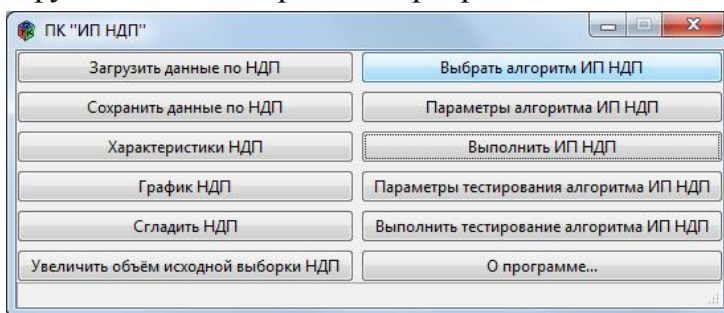 ПК "ИП НДП"
Загрузить данные по НДП
Выбрать алгоритм ИП НДП
Сохранить данные по НДП
Параметры алгоритма ИП НДП
Характеристики НДП
Выполнить ИП НДП
График НДП
Параметры тестирования алгоритма ИП НДП
Сгладить НДП
Выполнить тестирование алгоритма ИП НДП
Увеличить объём исходной выборки НДП
О программе...